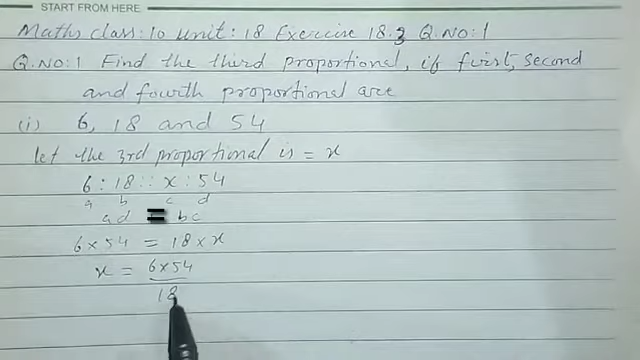 START FROM HERE
Maths class: 10 unit: 18 Exercise 18.3 Q.NO:1
Q.NO:1 Find the third proportional, if first, second
and fourth proportional are
(i) 6, 18 and 54
let the 3rd proportional is = x
6 : 18 :: x : 54
a b c d
ad = bc
6×54 = 18×x
x = 6×54
18